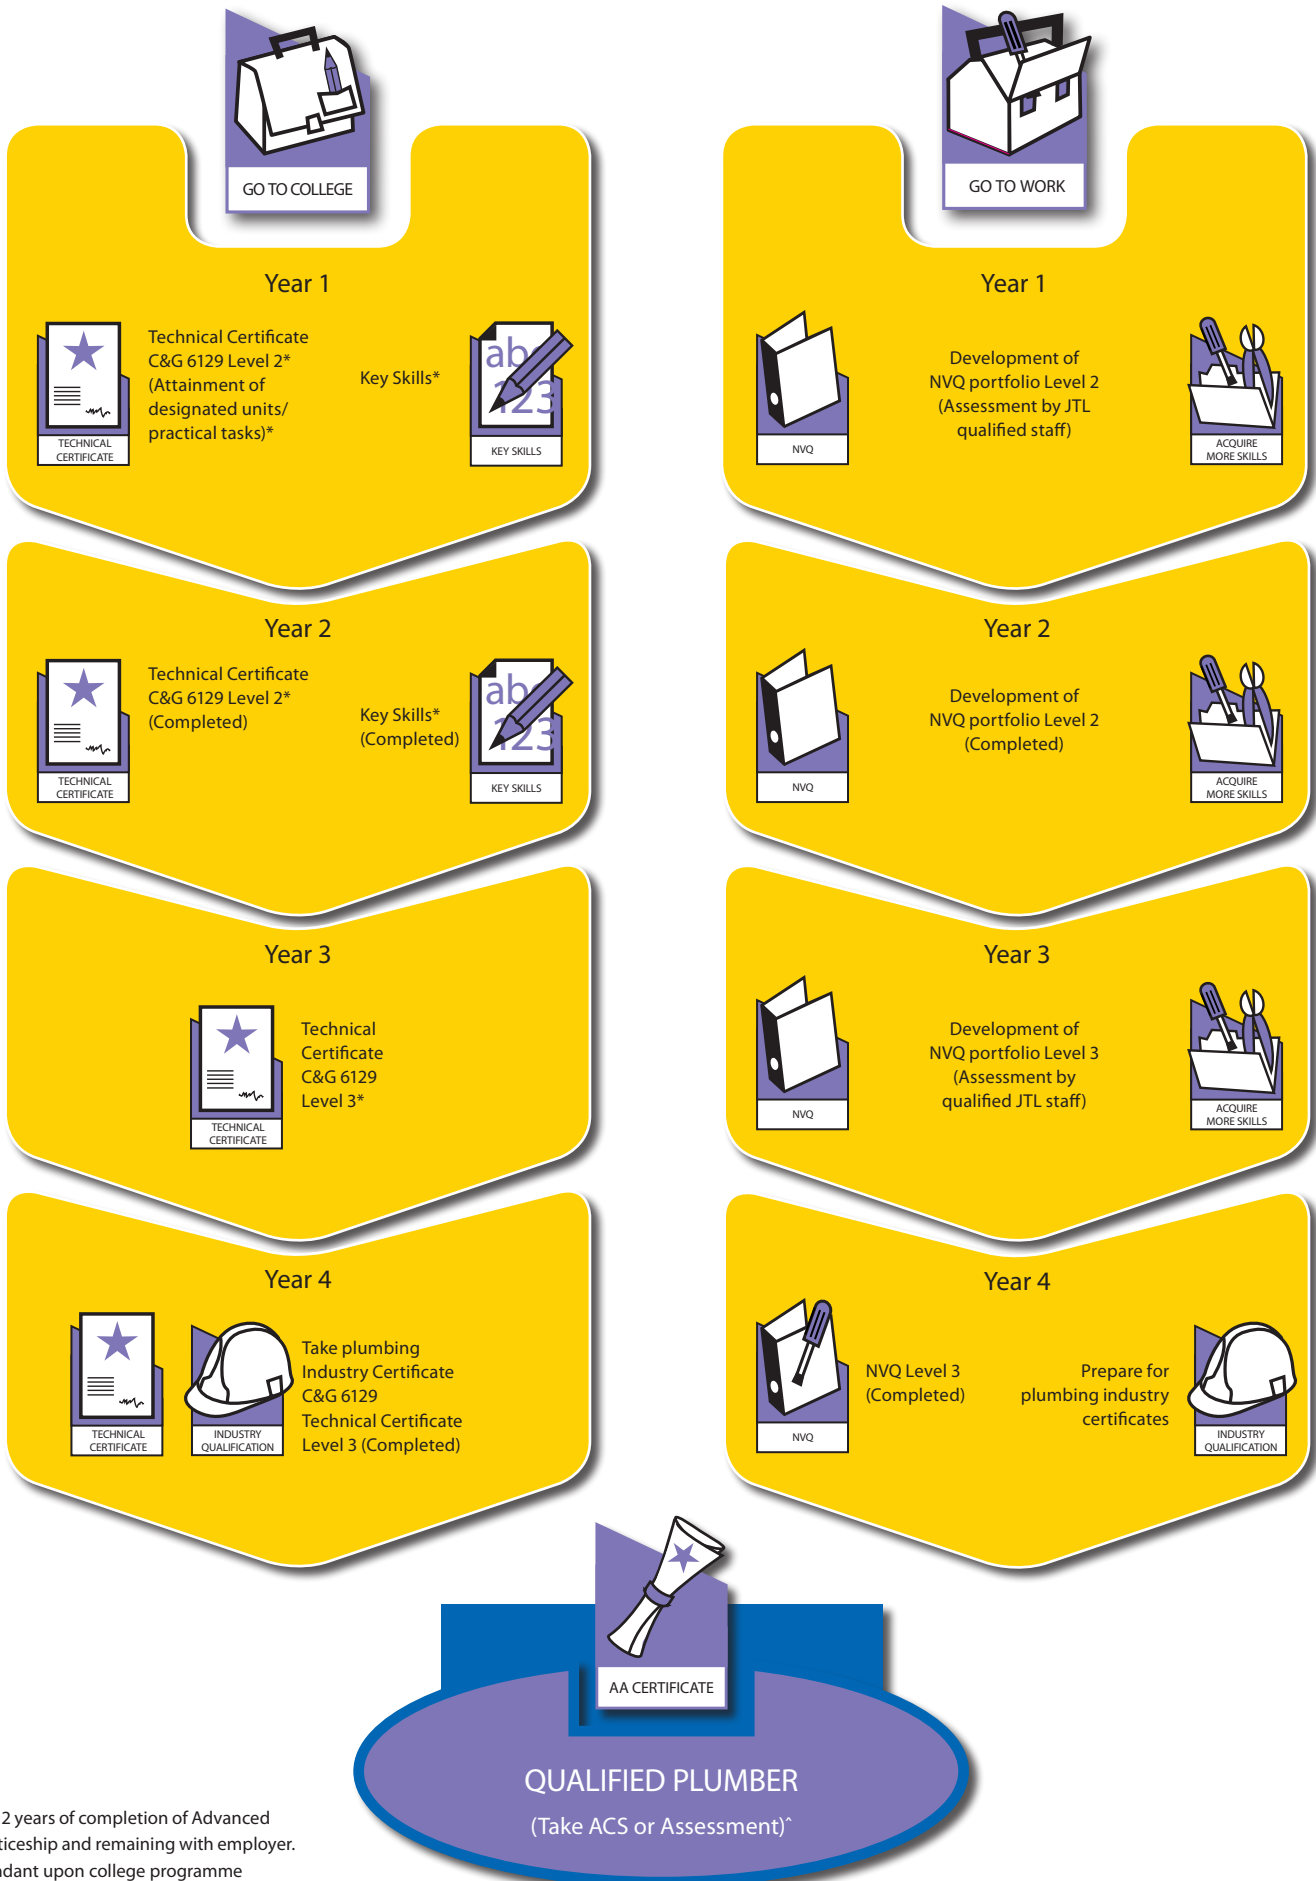 GO TO COLLEGE
Year 1
Technical Certificate
C&G 6129 Level 2*
(Attainment of
designated units/
practical tasks)*
TECHNICAL
CERTIFICATE
Key Skills*
abc
123
KEY SKILLS
Year 2
Technical Certificate
C&G 6129 Level 2*
(Completed)
TECHNICAL
CERTIFICATE
Key Skills*
(Completed)
abc
123
KEY SKILLS
Year 3
Technical
Certificate
C&G 6129
Level 3*
TECHNICAL
CERTIFICATE
Year 4
TECHNICAL
CERTIFICATE
INDUSTRY
QUALIFICATION
Take plumbing
Industry Certificate
C&G 6129
Technical Certificate
Level 3 (Completed)
GO TO WORK
Year 1
NVQ
Development of
NVQ portfolio Level 2
(Assessment by JTL
qualified staff)
ACQUIRE
MORE SKILLS
Year 2
NVQ
Development of
NVQ portfolio Level 2
(Completed)
ACQUIRE
MORE SKILLS
Year 3
NVQ
Development of
NVQ portfolio Level 3
(Assessment by
qualified JTL staff)
ACQUIRE
MORE SKILLS
Year 4
NVQ
NVQ Level 3
(Completed)
Prepare for
plumbing industry
certificates
INDUSTRY
QUALIFICATION
AA CERTIFICATE
QUALIFIED PLUMBER
(Take ACS or Assessment)^
2 years of completion of Advanced
ticeship and remaining with employer.
dant upon college programme